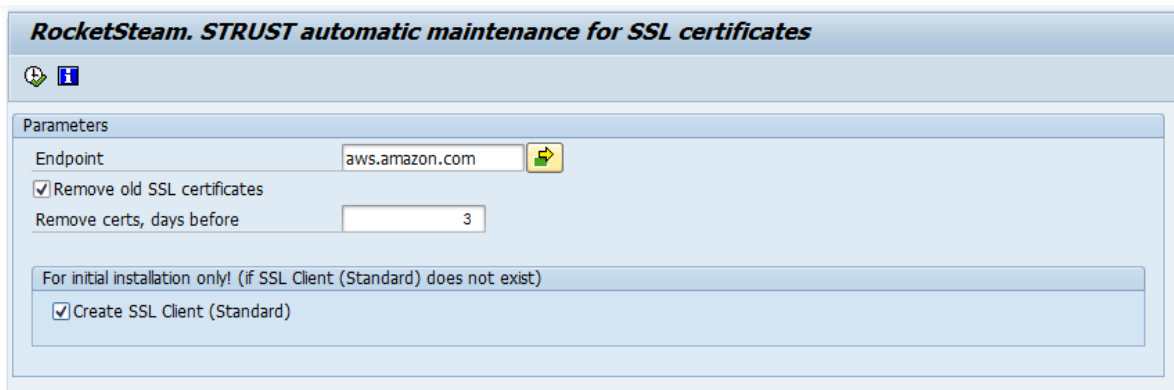 RocketSteam. STRUST automatic maintenance for SSL certificates
Parameters
Endpoint aws.amazon.com
Remove old SSL certificates
Remove certs, days before 3
For initial installation only! (if SSL Client (Standard) does not exist)
Create SSL Client (Standard)